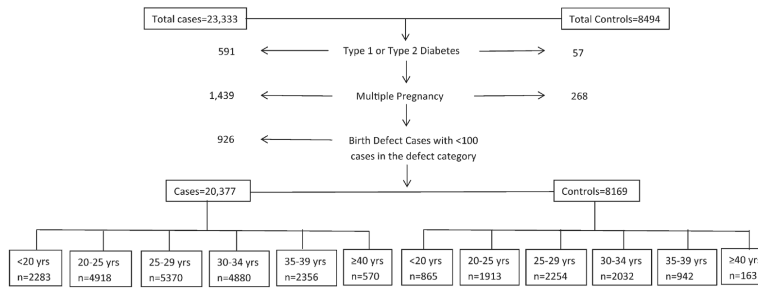 Total cases=23,333
Total Controls=8494
591
Type 1 or Type 2 Diabetes
57
1,439
Multiple Pregnancy
268
926
Birth Defect Cases with <100
cases in the defect category
Cases=20,377
Controls=8169
<20 yrs
n=2283
20-25 yrs
n=4918
25-29 yrs
n=5370
30-34 yrs
n=4880
35-39 yrs
n=2356
≥40 yrs
n=570
<20 yrs
n=865
20-25 yrs
n=1913
25-29 yrs
n=2254
30-34 yrs
n=2032
35-39 yrs
n=942
≥40 yrs
n=163